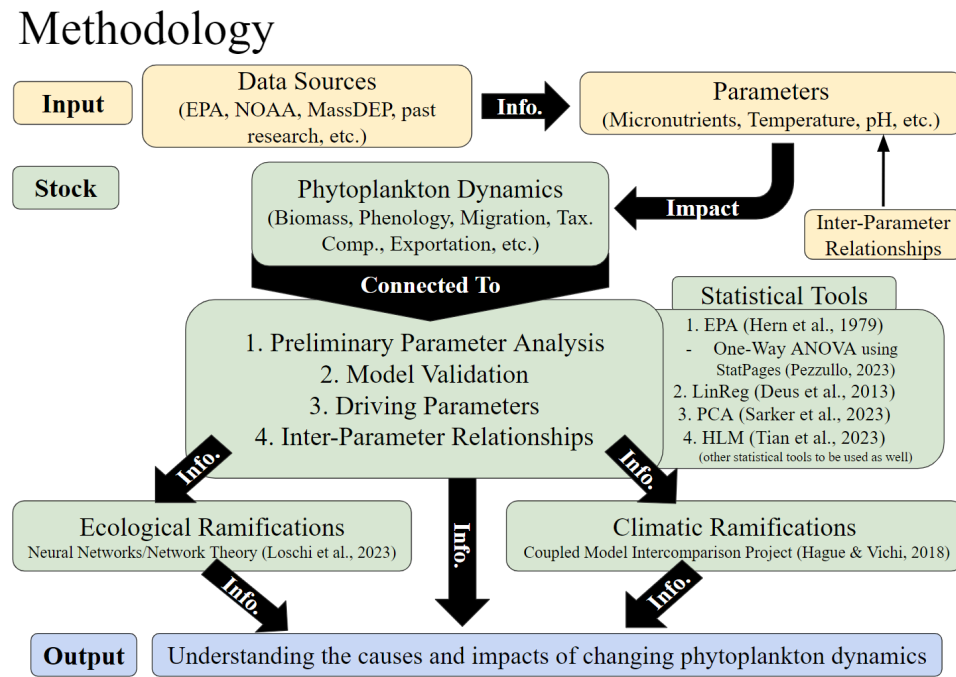 Methodology
Input
Data Sources
(EPA, NOAA, MassDEP, past
research, etc.)
Info.
Parameters
(Micronutrients, Temperature, pH, etc.)
Stock
Phytoplankton Dynamics
(Biomass, Phenology, Migration, Tax.
Comp., Exportation, etc.)
Impact
Inter-Parameter
Relationships
Connected To
1. Preliminary Parameter Analysis
2. Model Validation
3. Driving Parameters
4. Inter-Parameter Relationships
Statistical Tools
1. EPA (Hern et al., 1979)
- One-Way ANOVA using
StatPages (Pezzullo, 2023)
2. LinReg (Deus et al., 2013)
3. PCA (Sarker et al., 2023)
4. HLM (Tian et al., 2023)
(other statistical tools to be used as well)
Info.
Info.
Info.
Ecological Ramifications
Neural Networks/Network Theory (Loschi et al., 2023)
Climatic Ramifications
Coupled Model Intercomparison Project (Hague & Vichi, 2018)
Info.
Info.
Output
Understanding the causes and impacts of changing phytoplankton dynamics